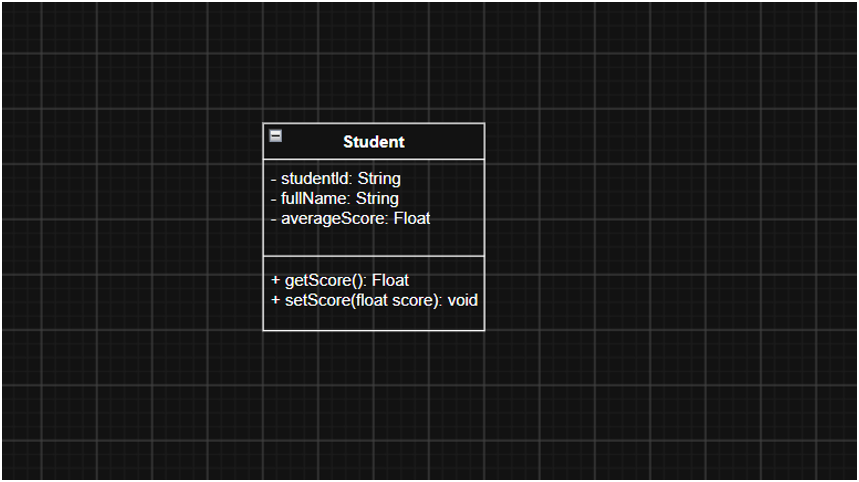 Student
- studentId: String
- fullName: String
- averageScore: Float
+ getScore(): Float
+ setScore(float score): void